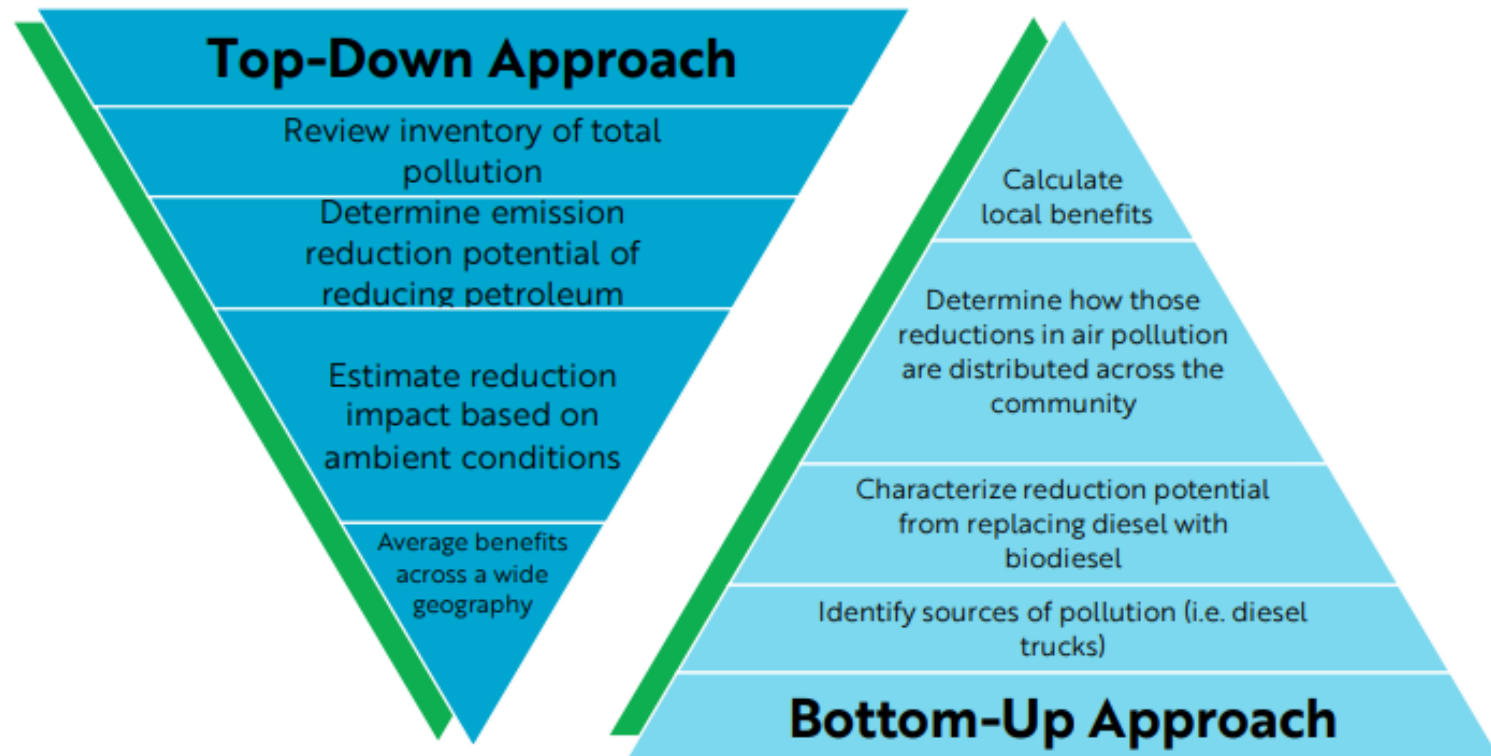 Top-Down Approach
Review inventory of total
pollution
Determine emission
reduction potential of
reducing petroleum
Estimate reduction
impact based on
ambient conditions
Average benefits
across a wide
geography
Calculate
local benefits
Determine how those
reductions in air pollution
are distributed across the
community
Characterize reduction potential
from replacing diesel with
biodiesel
Identify sources of pollution (i.e. diesel
trucks)
Bottom-Up Approach